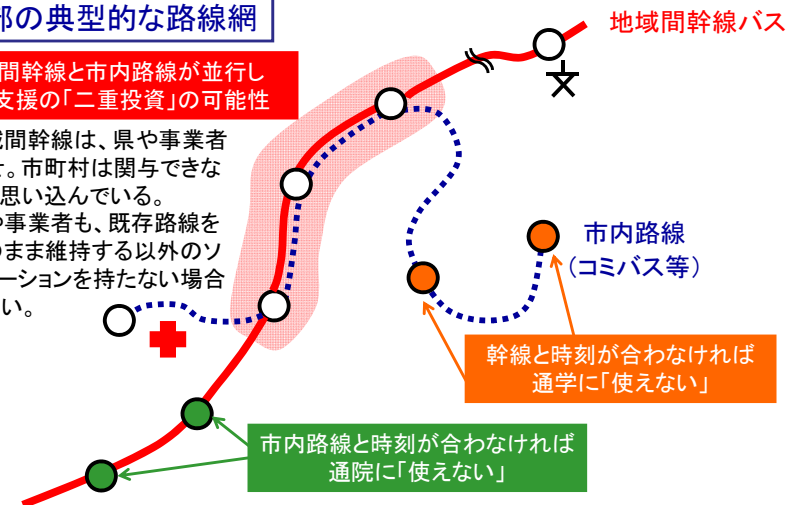 部の典型的な路線網
地域間幹線バス
間幹線と市内路線が並行し
支援の「二重投資」の可能性
域間幹線は、県や事業者
。市町村は関与できな
思い込んでいる。
や事業者も、既存路線を
まま維持する以外のソ
ーションを持たない場合
い。
市内路線
（コミバス等）
幹線と時刻が合わなければ
通学に「使えない」
市内路線と時刻が合わなければ
通院に「使えない」
文